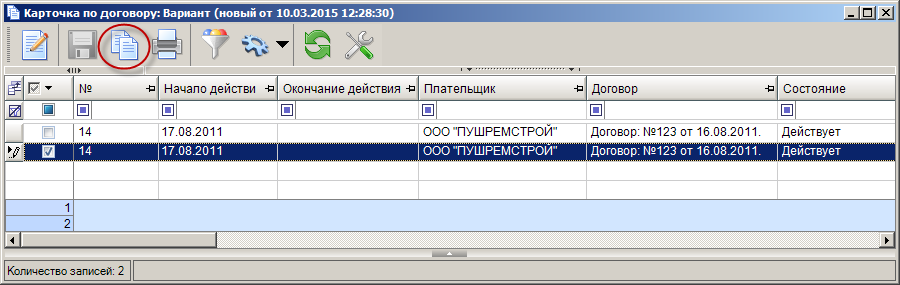 Карточка по договору: Вариант (новый от 10.03.2015 12:28:30)
№ Начало действи Окончание действия Плательщик Договор Состояние
14 17.08.2011 ООО "ПУШРЕМСТРОЙ" Договор: №123 от 16.08.2011. Действует
14 17.08.2011 ООО "ПУШРЕМСТРОЙ" Договор: №123 от 16.08.2011. Действует
1
2
Количество записей: 2